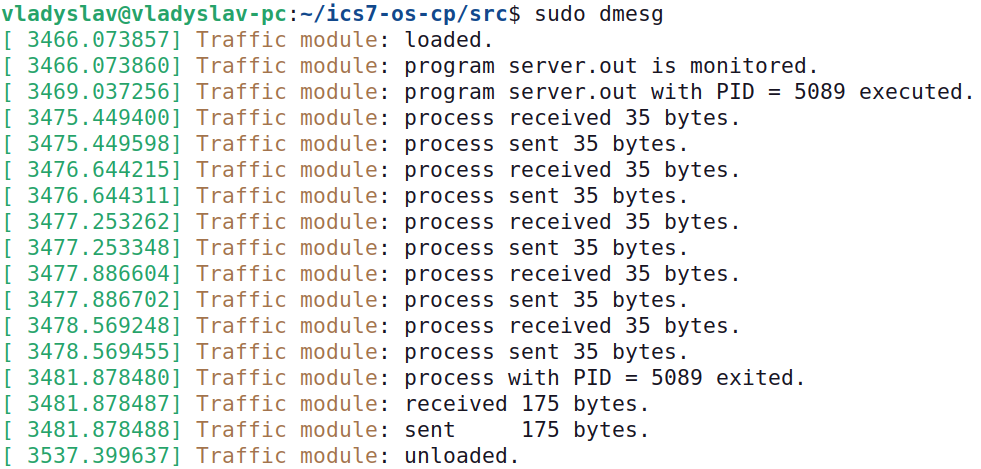 vladyslav@vladyslav-pc:~/ics7-os-cp/src$ sudo dmesg
[ 3466.073857] Traffic module: loaded.
[ 3466.073860] Traffic module: program server.out is monitored.
[ 3469.037256] Traffic module: program server.out with PID = 5089 executed.
[ 3475.449400] Traffic module: process received 35 bytes.
[ 3475.449598] Traffic module: process sent 35 bytes.
[ 3476.644215] Traffic module: process received 35 bytes.
[ 3476.644311] Traffic module: process sent 35 bytes.
[ 3477.253262] Traffic module: process received 35 bytes.
[ 3477.253348] Traffic module: process sent 35 bytes.
[ 3477.886604] Traffic module: process received 35 bytes.
[ 3477.886702] Traffic module: process sent 35 bytes.
[ 3478.569248] Traffic module: process received 35 bytes.
[ 3478.569455] Traffic module: process sent 35 bytes.
[ 3481.878480] Traffic module: process with PID = 5089 exited.
[ 3481.878487] Traffic module: received 175 bytes.
[ 3481.878488] Traffic module: sent     175 bytes.
[ 3537.399637] Traffic module: unloaded.